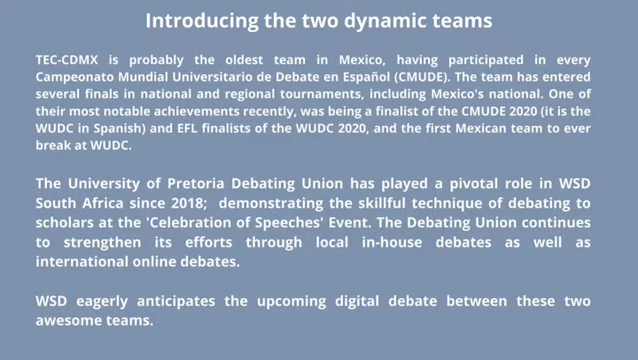 Introducing the two dynamic teams
TEC-CDMX is probably the oldest team in Mexico, having participated in every
Campeonato Mundial Universitario de Debate en Español (CMUDE). The team has entered
several finals in national and regional tournaments, including Mexico's national. One of
their most notable achievements recently, was being a finalist of the CMUDE 2020 (it is the
WUDC in Spanish) and EFL finalists of the WUDC 2020, and the first Mexican team to ever
break at WUDC.
The University of Pretoria Debating Union has played a pivotal role in WSD
South Africa since 2018; demonstrating the skillful technique of debating to
scholars at the 'Celebration of Speeches' Event. The Debating Union continues
to strengthen its efforts through local in-house debates as well as
international online debates.
WSD eagerly anticipates the upcoming digital debate between these two
awesome teams.